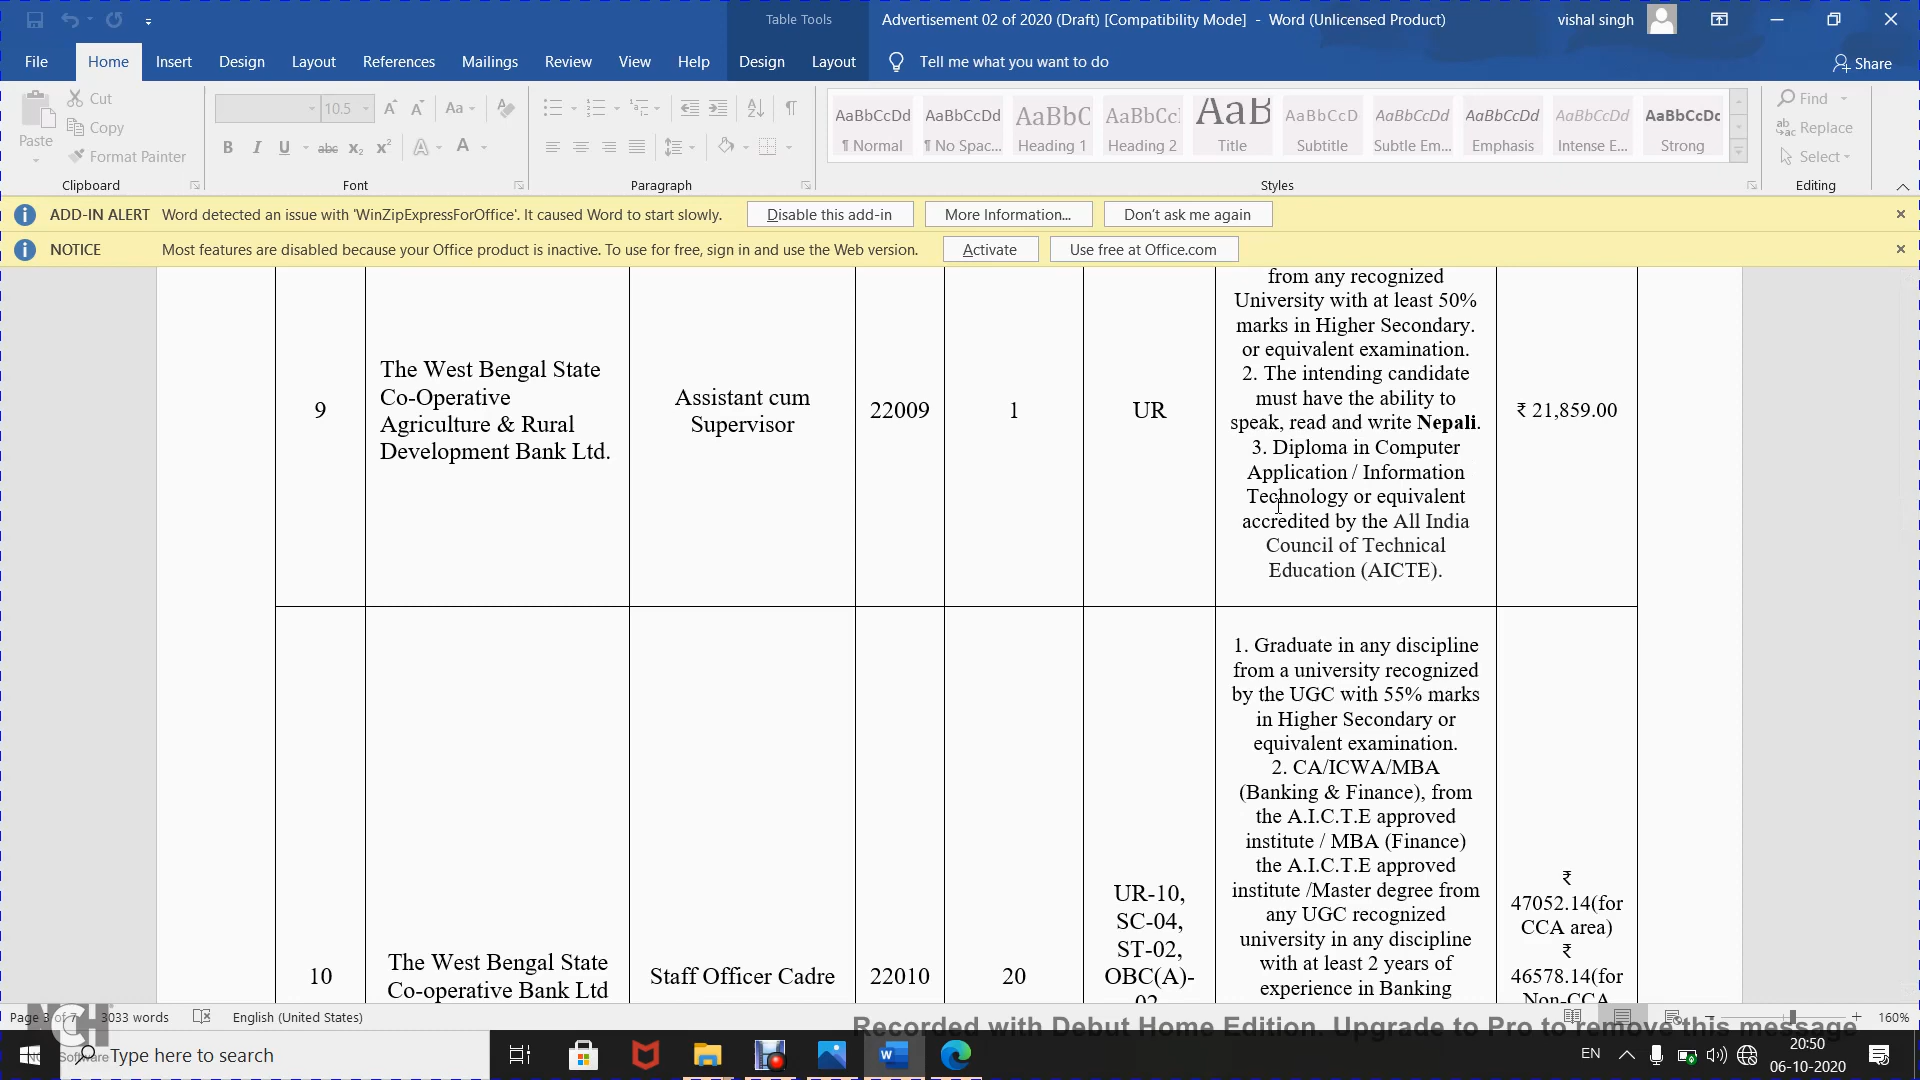 Table Tools
Advertisement 02 of 2020 (Draft) [Compatibility Mode] - Word (Unlicensed Product)
vishal singh
File Home Insert Design Layout References Mailings Review View Help Design Layout Tell me what you want to do Share
Paste
Cut
Copy
Format Painter
Clipboard
10.5
Aa
B I U abc x₂ x² A A
Font
Paragraph
AaBbCcDd AaBbCcDd AaBbC AaBbCc AaB AaBbCcD AaBbCcDd AaBbCcDd AaBbCcDd AaBbCcDc
¶ Normal ¶ No Spac... Heading 1 Heading 2 Title Subtitle Subtle Em... Emphasis Intense E... Strong
Styles
Find
Replace
Select
Editing
ADD-IN ALERT Word detected an issue with 'WinZipExpressForOffice'. It caused Word to start slowly. Disable this add-in More Information... Don't ask me again
NOTICE Most features are disabled because your Office product is inactive. To use for free, sign in and use the Web version. Activate Use free at Office.com
9
The West Bengal State
Co-Operative
Agriculture & Rural
Development Bank Ltd.
Assistant cum
Supervisor
22009
1
UR
from any recognized
University with at least 50%
marks in Higher Secondary.
or equivalent examination.
2. The intending candidate
must have the ability to
speak, read and write Nepali.
3. Diploma in Computer
Application / Information
Technology or equivalent
accredited by the All India
Council of Technical
Education (AICTE).
₹ 21,859.00
10
The West Bengal State
Co-operative Bank Ltd
Staff Officer Cadre
22010
20
UR-10,
SC-04,
ST-02,
OBC(A)-
02
1. Graduate in any discipline
from a university recognized
by the UGC with 55% marks
in Higher Secondary or
equivalent examination.
2. CA/ICWA/MBA
(Banking & Finance), from
the A.I.C.T.E approved
institute / MBA (Finance)
the A.I.C.T.E approved
institute /Master degree from
any UGC recognized
university in any discipline
with at least 2 years of
experience in Banking
₹
47052.14(for
CCA area)
₹
46578.14(for
Non-CCA
Page 3 of 7 3033 words English (United States) 160%
NCH
Software
Recorded with Debut Home Edition. Upgrade to Pro to remove this message
Type here to search
EN
20:50
06-10-2020